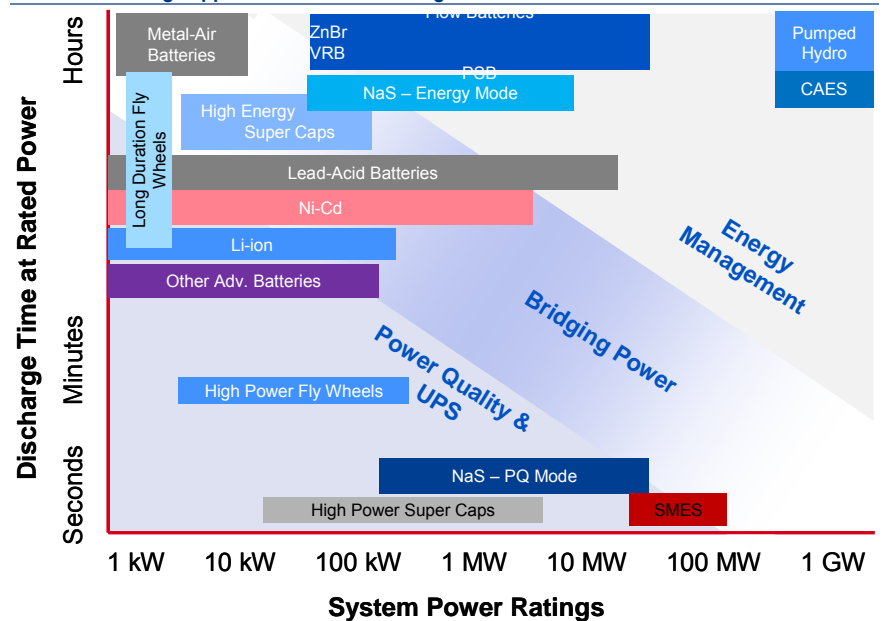 Flow Batteries
Metal-Air
Batteries
ZnBr
VRB
PSB
Pumped
Hydro
CAES
NaS – Energy Mode
High Energy
Super Caps
Long Duration Fly
Wheels
Lead-Acid Batteries
Ni-Cd
Li-ion
Other Adv. Batteries
High Power Fly Wheels
NaS – PQ Mode
High Power Super Caps
SMES
Energy
Management
Bridging Power
Power Quality &
UPS
Discharge Time at Rated Power
Hours
Minutes
Seconds
1 kW
10 kW
100 kW
1 MW
10 MW
100 MW
1 GW
System Power Ratings